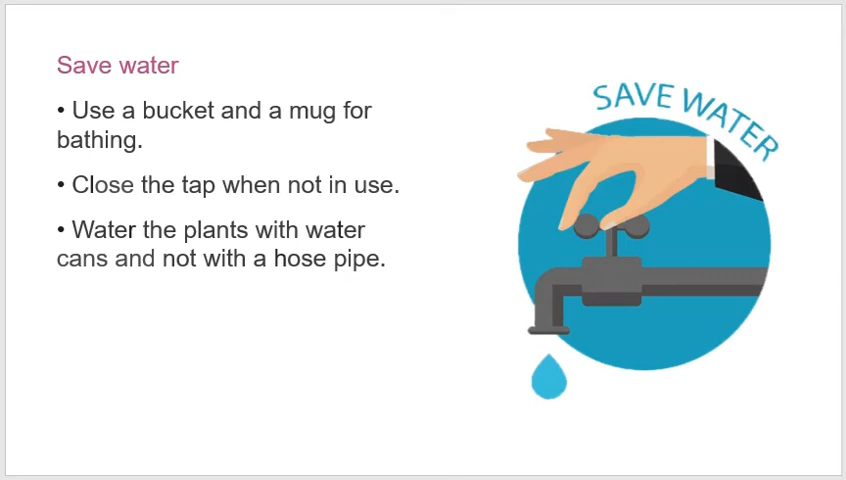 Save water
• Use a bucket and a mug for
bathing.
• Close the tap when not in use.
• Water the plants with water
cans and not with a hose pipe.
SAVE WATER